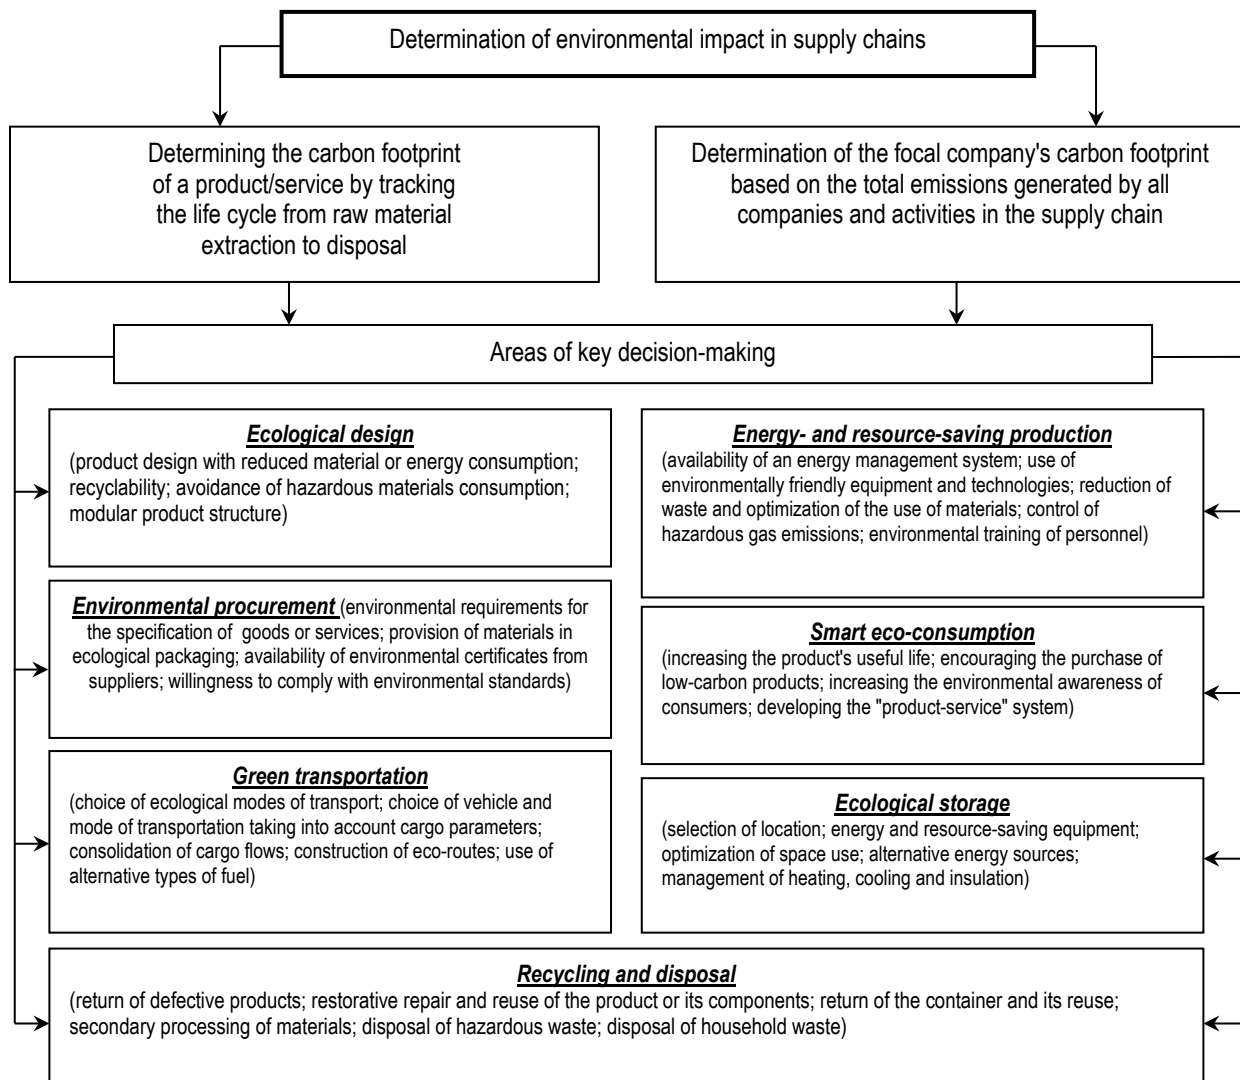 Determination of environmental impact in supply chains
Determining the carbon footprint
of a product/service by tracking
the life cycle from raw material
extraction to disposal
Determination of the focal company's carbon footprint
based on the total emissions generated by all
companies and activities in the supply chain
Areas of key decision-making
Ecological design
(product design with reduced material or energy consumption;
recyclability; avoidance of hazardous materials consumption;
modular product structure)
Energy- and resource-saving production
(availability of an energy management system; use of
environmentally friendly equipment and technologies; reduction of
waste and optimization of the use of materials; control of
hazardous gas emissions; environmental training of personnel)
Environmental procurement (environmental requirements for
the specification of goods or services; provision of materials in
ecological packaging; availability of environmental certificates from
suppliers; willingness to comply with environmental standards)
Smart eco-consumption
(increasing the product's useful life; encouraging the purchase of
low-carbon products; increasing the environmental awareness of
consumers; developing the "product-service" system)
Green transportation
(choice of ecological modes of transport; choice of vehicle and
mode of transportation taking into account cargo parameters;
consolidation of cargo flows; construction of eco-routes; use of
alternative types of fuel)
Ecological storage
(selection of location; energy and resource-saving equipment;
optimization of space use; alternative energy sources;
management of heating, cooling and insulation)
Recycling and disposal
(return of defective products; restorative repair and reuse of the product or its components; return of the container and its reuse;
secondary processing of materials; disposal of hazardous waste; disposal of household waste)